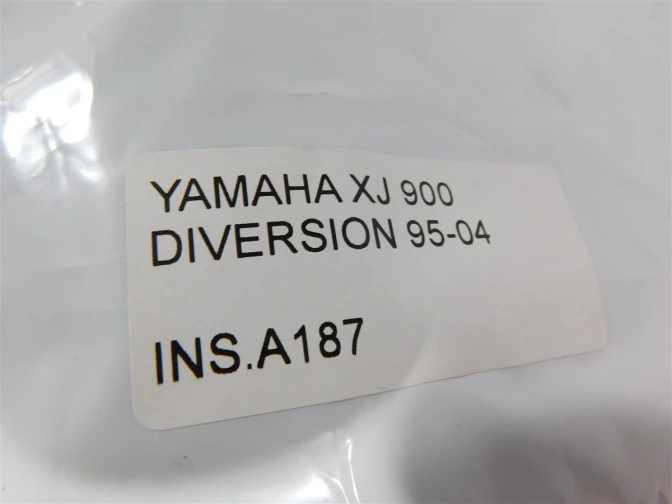 YAMAHA XJ 900
DIVERSION 95-04
INS.A187